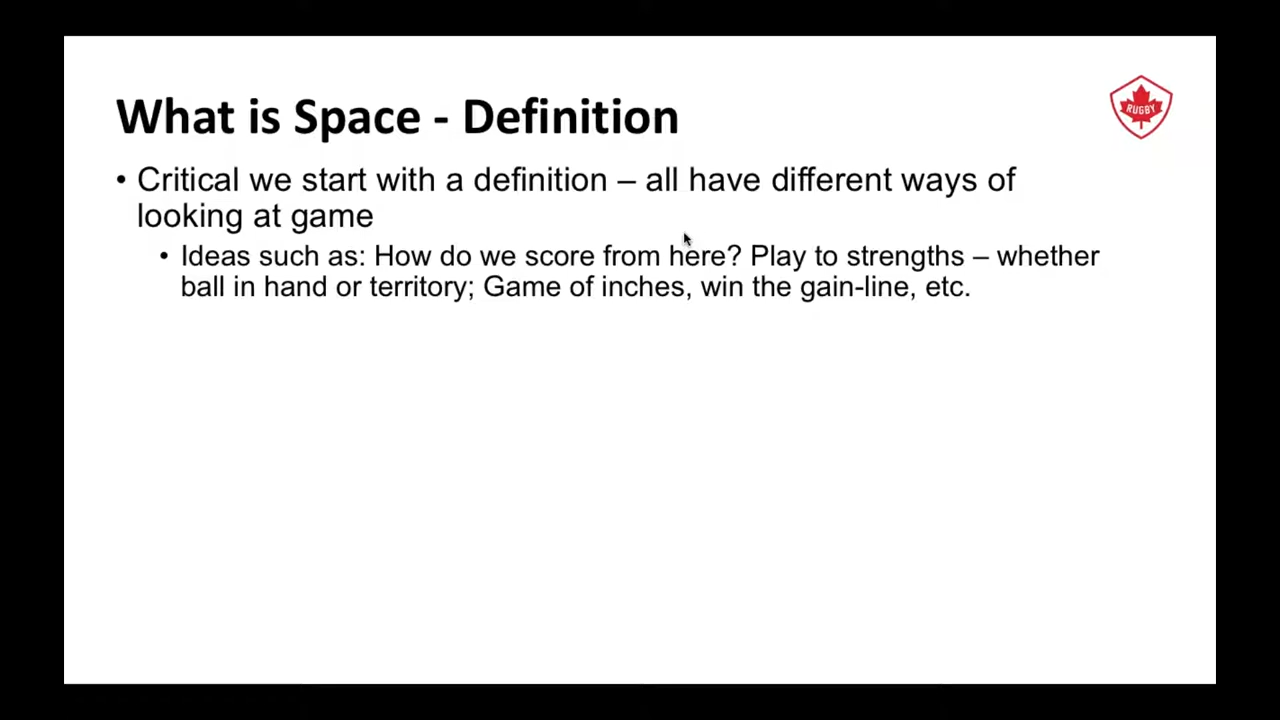 What is Space - Definition
RUGBY
• Critical we start with a definition – all have different ways of
looking at game
• Ideas such as: How do we score from here? Play to strengths – whether
ball in hand or territory; Game of inches, win the gain-line, etc.